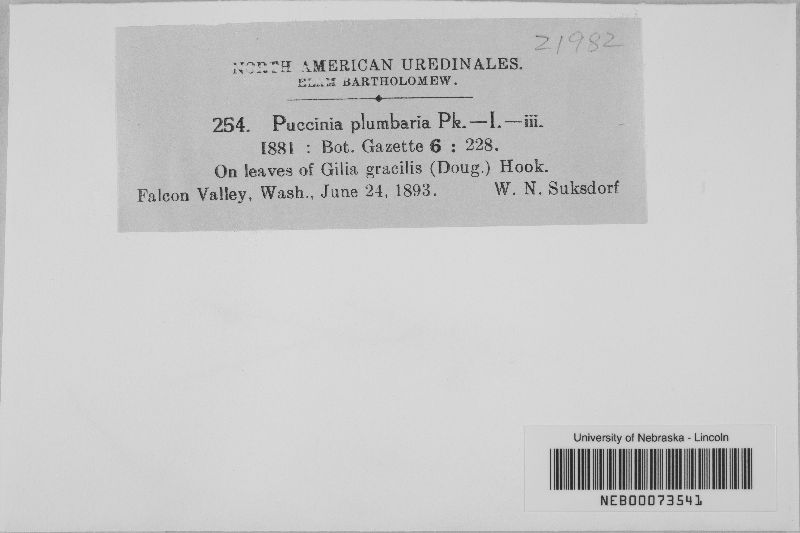 21982
NORTH AMERICAN UREDINALES.
ELAM BARTHOLOMEW.
254. Puccinia plumbaria Pk.—I.—iii.
1881 : Bot. Gazette 6 : 228.
On leaves of Gilia gracilis (Doug.) Hook.
Falcon Valley, Wash., June 24, 1893. W. N. Suksdorf
University of Nebraska - Lincoln
NEB00073541